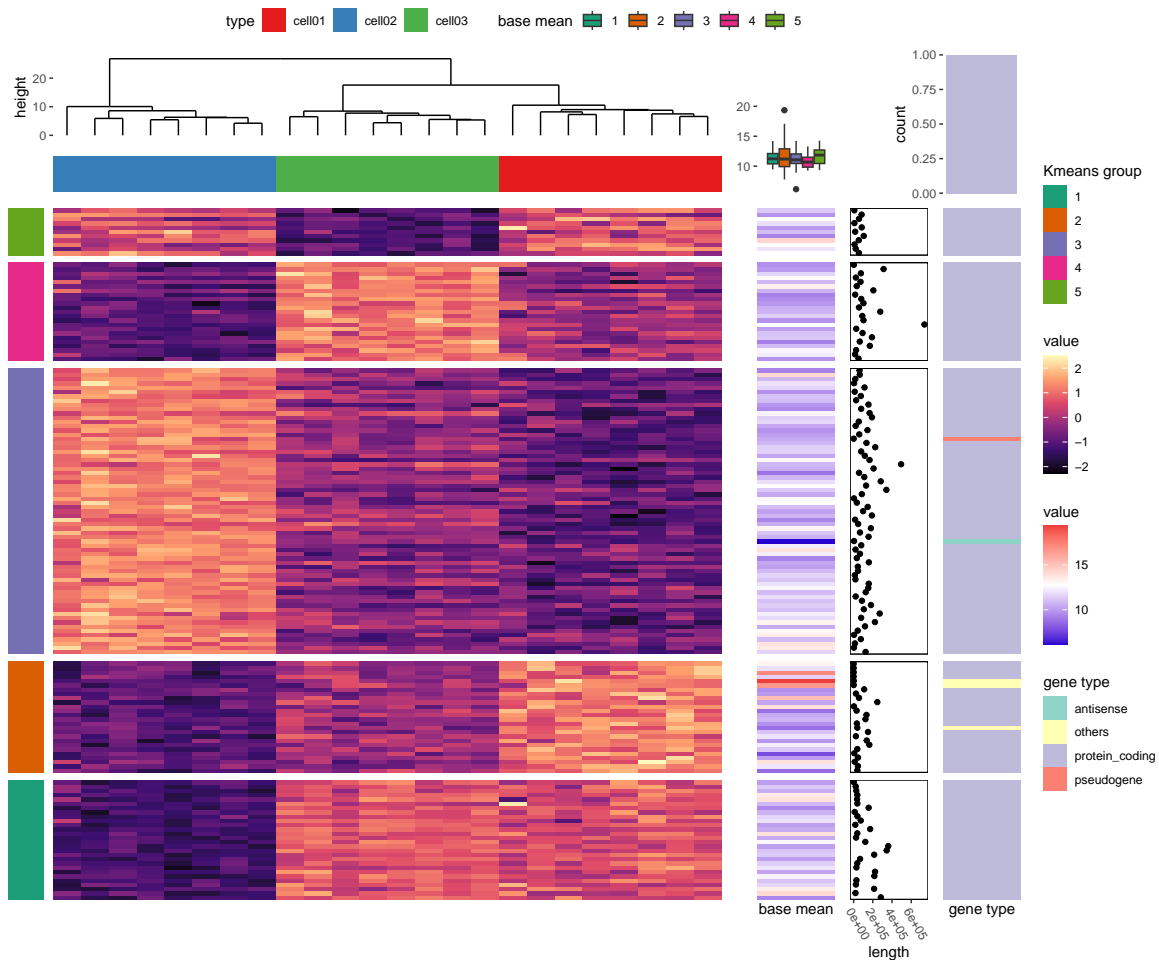 type cell01 cell02 cell03 base mean 1 2 3 4 5
height
20
10
0
20
15
10
count
1.00
0.75
0.50
0.25
0.00
Kmeans group
1
2
3
4
5
value
2
1
0
−1
−2
value
15
10
gene type
antisense
others
protein_coding
pseudogene
base mean
0e+00
2e+05
4e+05
6e+05
length
gene type